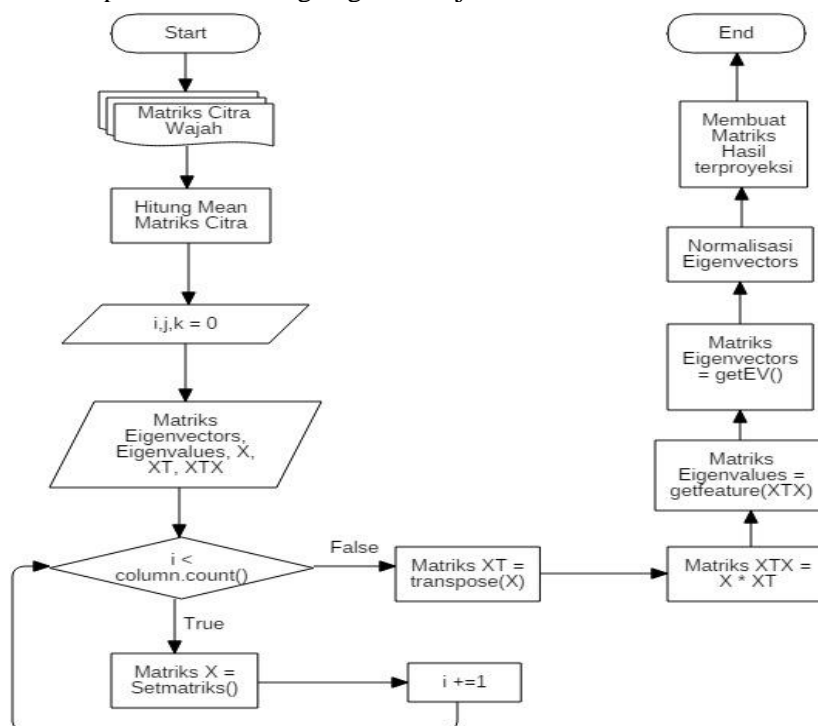 Start
Matriks Citra
Wajah
Hitung Mean
Matriks Citra
i,j,k = 0
Matriks
Eigenvectors,
Eigenvalues, X,
XT, XTX
i <
column.count()
True
Matriks X =
Setmatriks()
i +=1
False
Matriks XT =
transpose(X)
Matriks XTX =
X * XT
Matriks
Eigenvalues =
getfeature(XTX)
Matriks
Eigenvectors
= getEV()
Normalisasi
Eigenvectors
Membuat
Matriks
Hasil
terproyeksi
End